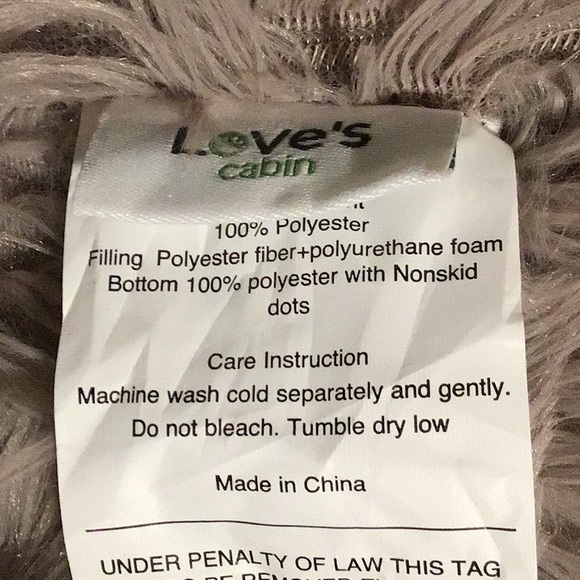 Love's
cabin
100% Polyester
Filling Polyester fiber+polyurethane foam
Bottom 100% polyester with Nonskid
dots
Care Instruction
Machine wash cold separately and gently.
Do not bleach. Tumble dry low
Made in China
UNDER PENALTY OF LAW THIS TAG